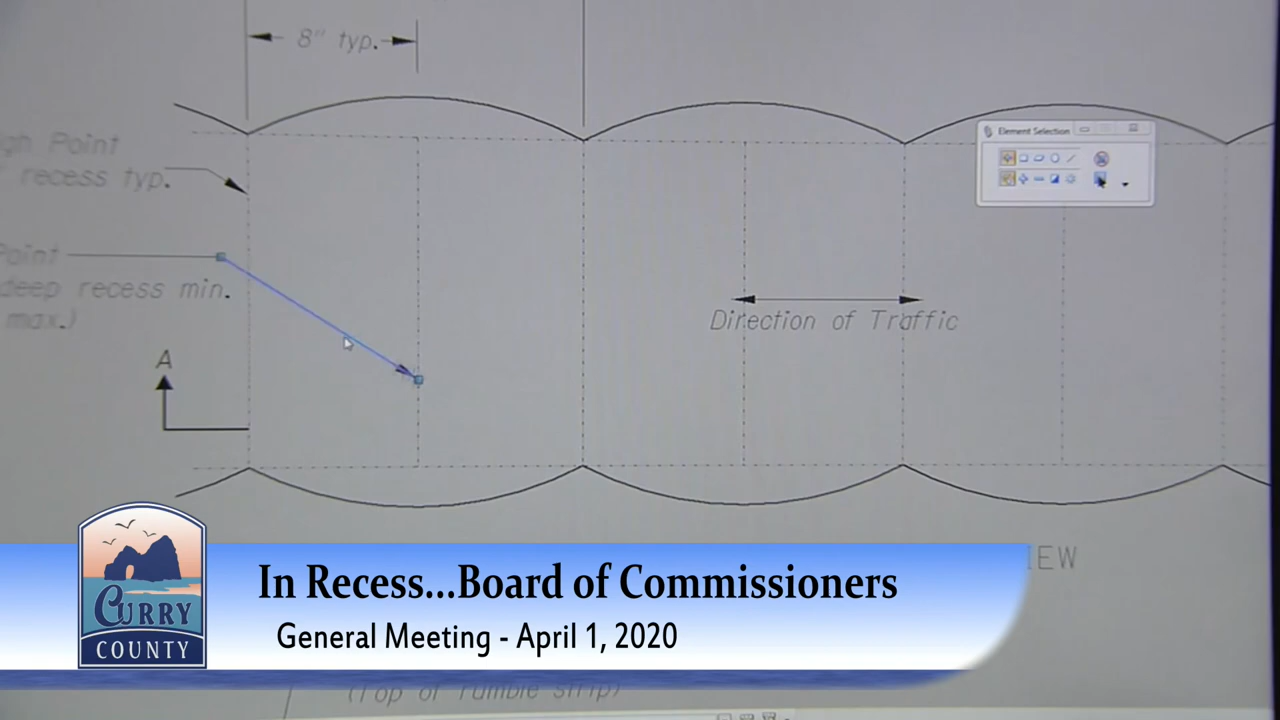 8" typ.
Point
recess typ.
Point
deep recess min.
max.)
A
Element Selection
Direction of Traffic
In Recess...Board of Commissioners
General Meeting - April 1, 2020
CURRY
COUNTY
(Top of rumble strip)